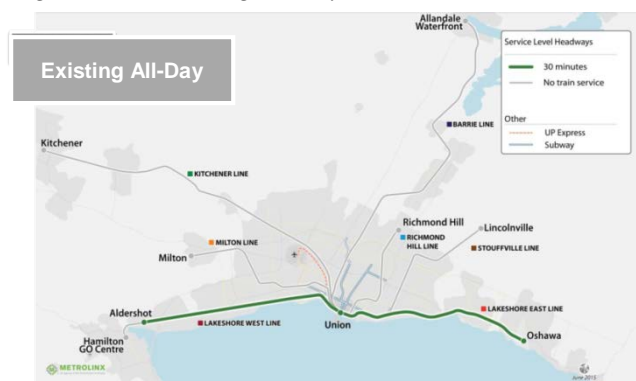 Existing All-Day
Allandale
Waterfront
Service Level Headways
30 minutes
No train service
Other
UP Express
Subway
BARRIE LINE
Kitchener
KITCHENER LINE
Richmond Hill
Lincolnville
RICHMOND
HILL LINE
STOUFFVILLE LINE
MILTON LINE
Milton
Aldershot
LAKESHORE WEST LINE
Union
LAKESHORE EAST LINE
Oshawa
Hamilton
GO Centre
METROLINX
June 2015